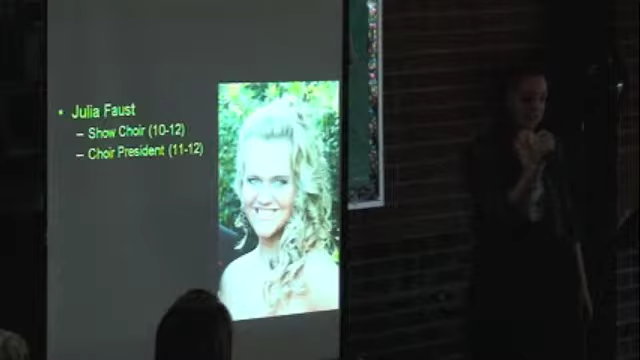 • Julia Faust
– Show Choir (10-12)
– Choir President (11-12)